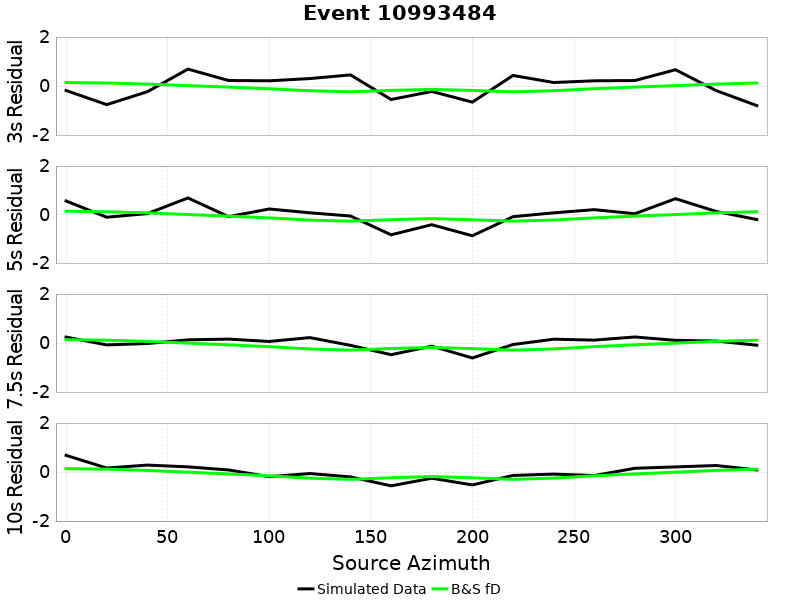 Event 10993484
3s Residual
2
0
-2
5s Residual
2
0
-2
7.5s Residual
2
0
-2
10s Residual
2
0
-2
0 50 100 150 200 250 300
Source Azimuth
Simulated Data B&S fD